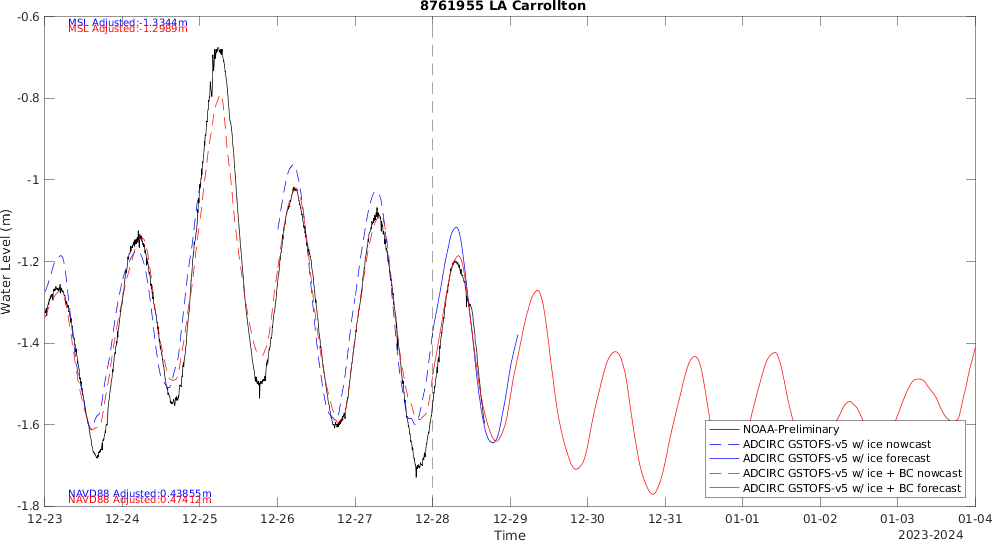 8761955 LA Carrollton
MSL Adjusted:-1.3344m
MSL Adjusted:-1.2989m
-0.6
-0.8
-1
-1.2
-1.4
-1.6
-1.8
Water Level (m)
NOAA-Preliminary
ADCIRC GSTOFS-v5 w/ ice nowcast
ADCIRC GSTOFS-v5 w/ ice forecast
ADCIRC GSTOFS-v5 w/ ice + BC nowcast
ADCIRC GSTOFS-v5 w/ ice + BC forecast
NAVD88 Adjusted:0.43855m
NAVD88 Adjusted:0.47412m
12-23 12-24 12-25 12-26 12-27 12-28 12-29 12-30 12-31 01-01 01-02 01-03 01-04
Time
2023-2024